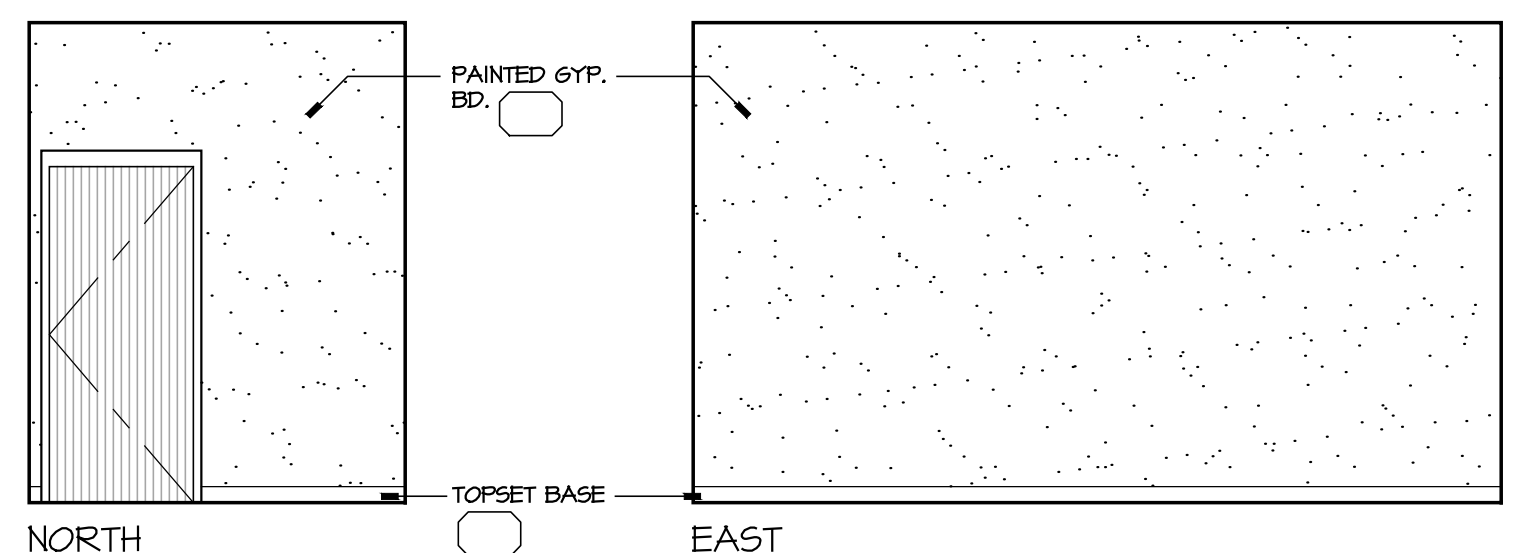 PAINTED GYP.
BD.
TOPSET BASE
NORTH
EAST